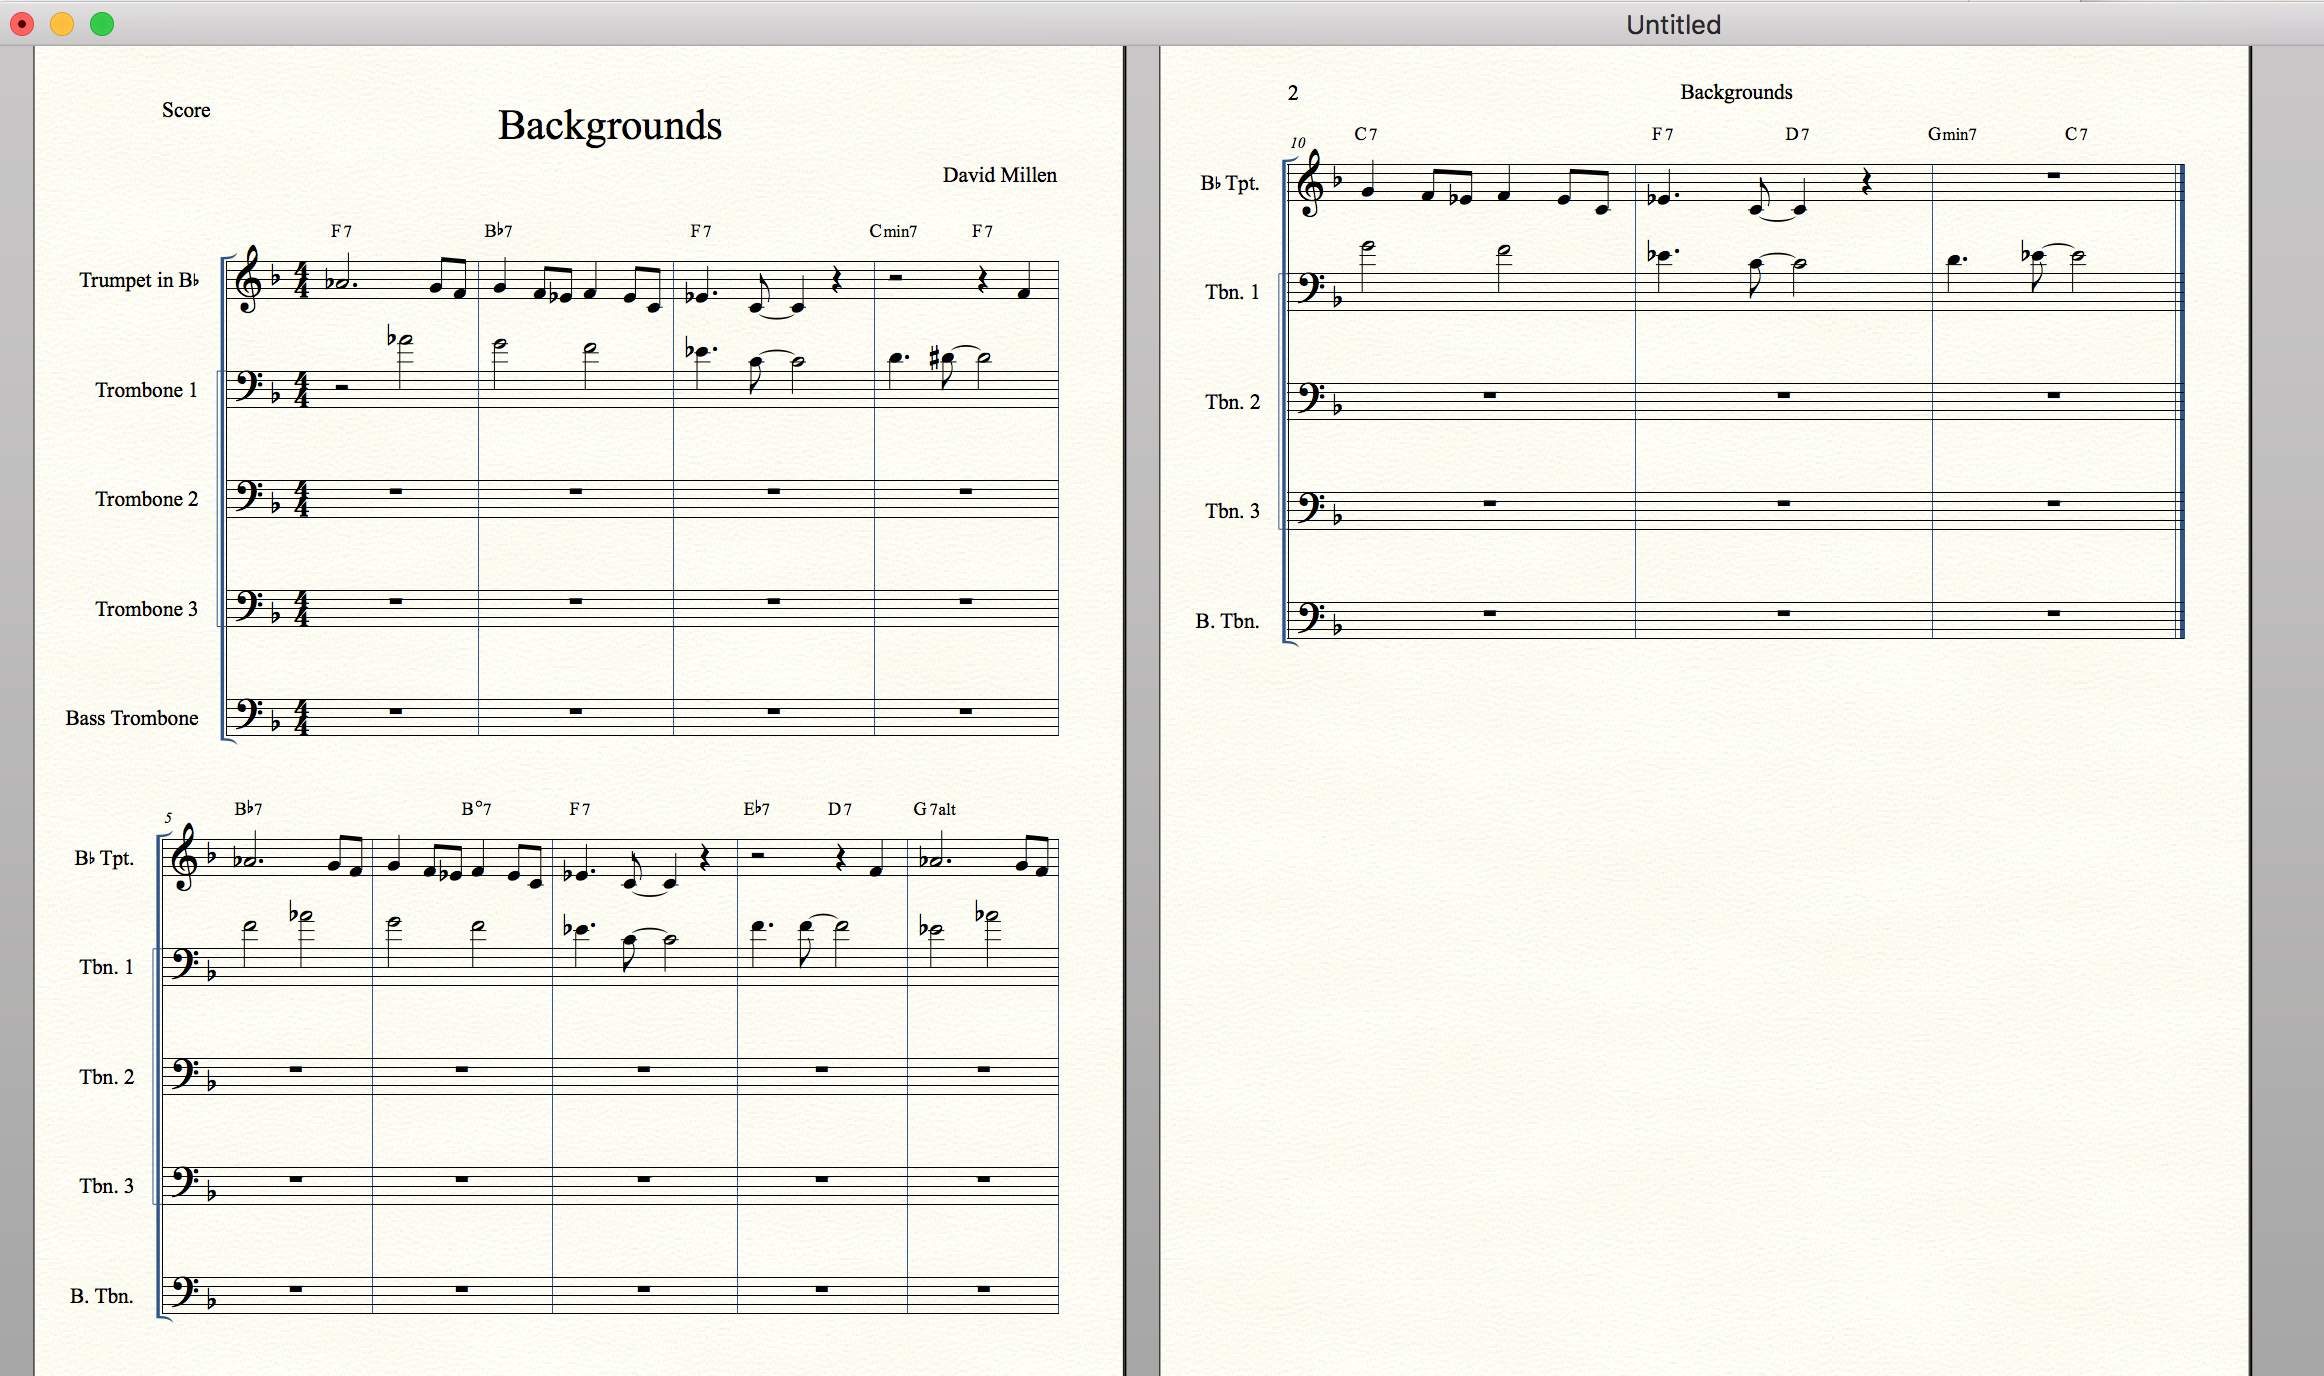 Untitled
Score
Backgrounds
David Millen
F7 B♭7 F7 Cmin7 F7
Trumpet in B♭
Trombone 1
Trombone 2
Trombone 3
Bass Trombone
5 B♭7 B°7 F7 E♭7 D7 G7alt
B♭ Tpt.
Tbn. 1
Tbn. 2
Tbn. 3
B. Tbn.
2 Backgrounds
10 C7 F7 D7 Gmin7 C7
B♭ Tpt.
Tbn. 1
Tbn. 2
Tbn. 3
B. Tbn.